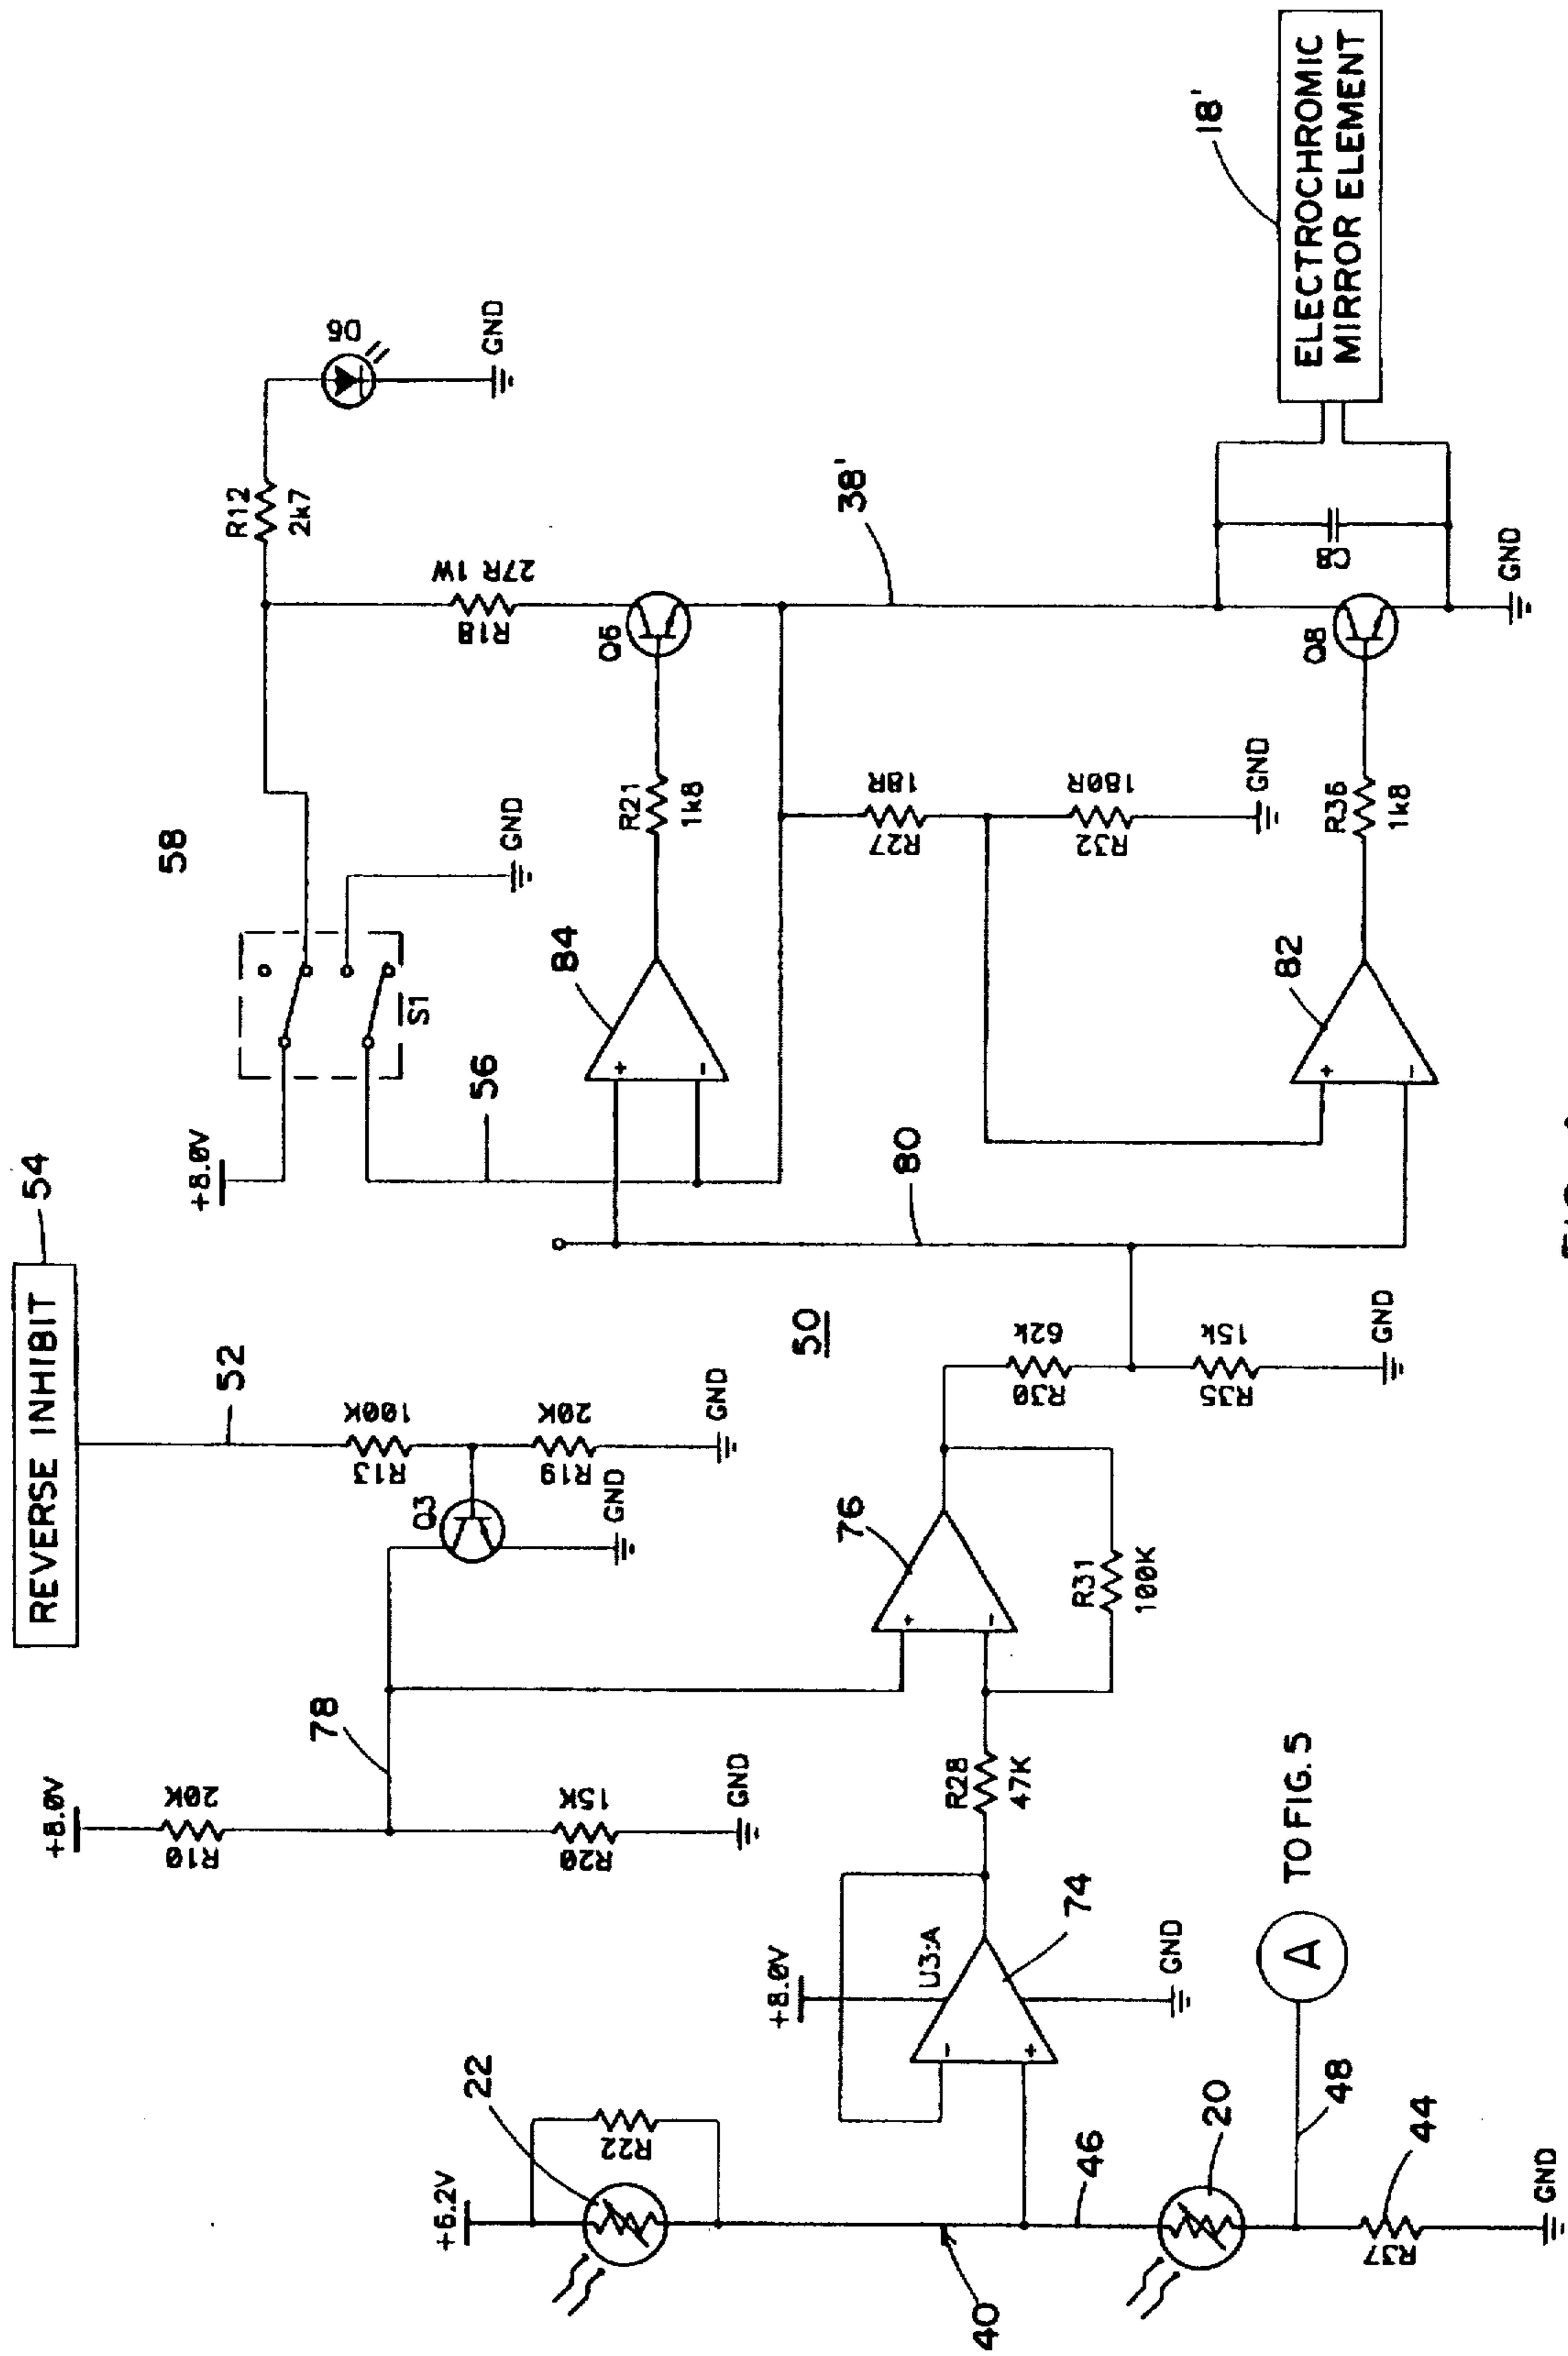 REVERSE INHIBIT
54
52
+8.0V
R10
20K
78
R20
15K
GND
R13
100K
Q3
R19
20K
GND
GND
+8.0V
58
S1
GND
56
R12
2k7
D6
GND
R18
27R 1W
84
R21
1k8
Q6
+
-
38'
50
80
+6.2V
22
R22
+8.0V
U3:A
-
+
74
GND
R28
47K
76
+
-
R31
100K
R30
62k
R35
15k
GND
R27
18R
R32
180R
GND
82
+
-
R36
1k8
Q8
C8
GND
18'
ELECTROCHROMIC
MIRROR ELEMENT
40
46
20
48
A
TO FIG. 5
R37
44
GND